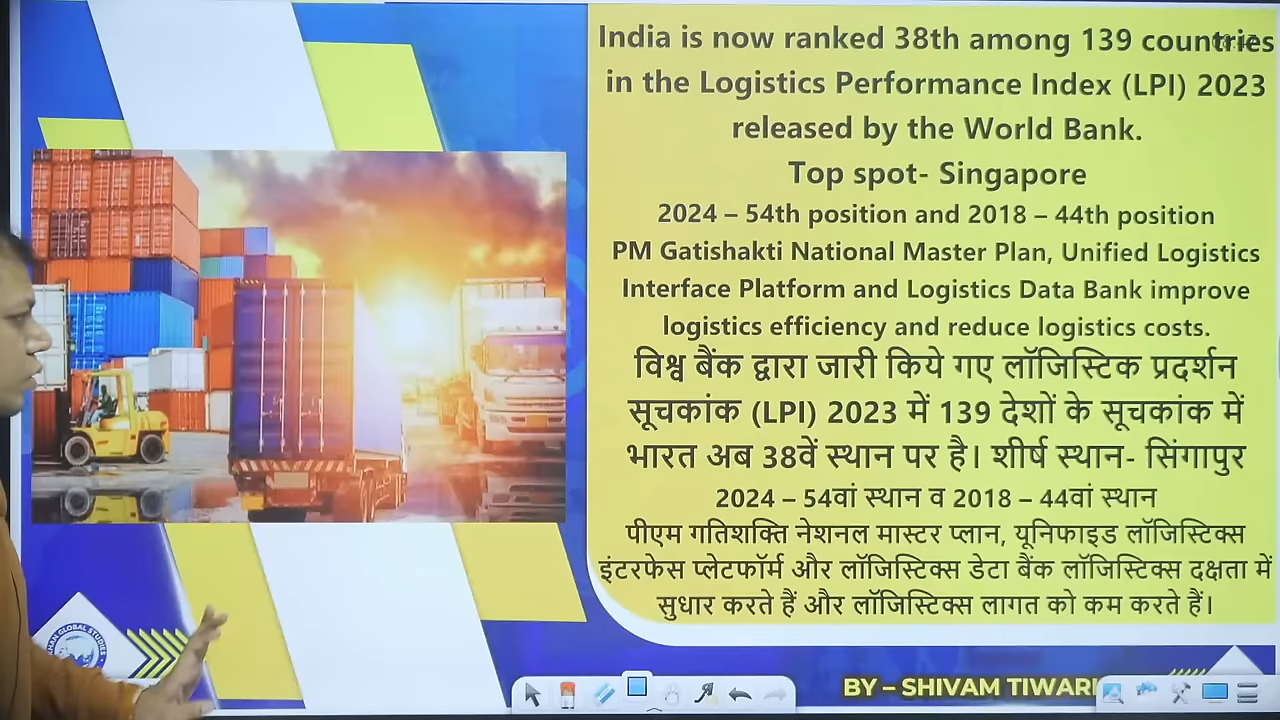 India is now ranked 38th among 139 countries
in the Logistics Performance Index (LPI) 2023
released by the World Bank.
Top spot- Singapore
2024 – 54th position and 2018 – 44th position
PM Gatishakti National Master Plan, Unified Logistics
Interface Platform and Logistics Data Bank improve
logistics efficiency and reduce logistics costs.
विश्व बैंक द्वारा जारी किये गए लॉजिस्टिक प्रदर्शन
सूचकांक (LPI) 2023 में 139 देशों के सूचकांक में
भारत अब 38वें स्थान पर है। शीर्ष स्थान- सिंगापुर
2024 – 54वां स्थान व 2018 – 44वां स्थान
पीएम गतिशक्ति नेशनल मास्टर प्लान, यूनिफाइड लॉजिस्टिक्स
इंटरफेस प्लेटफॉर्म और लॉजिस्टिक्स डेटा बैंक लॉजिस्टिक्स दक्षता में
सुधार करते हैं और लॉजिस्टिक्स लागत को कम करते हैं।
KHAN GLOBAL STUDIES
BY – SHIVAM TIWARI